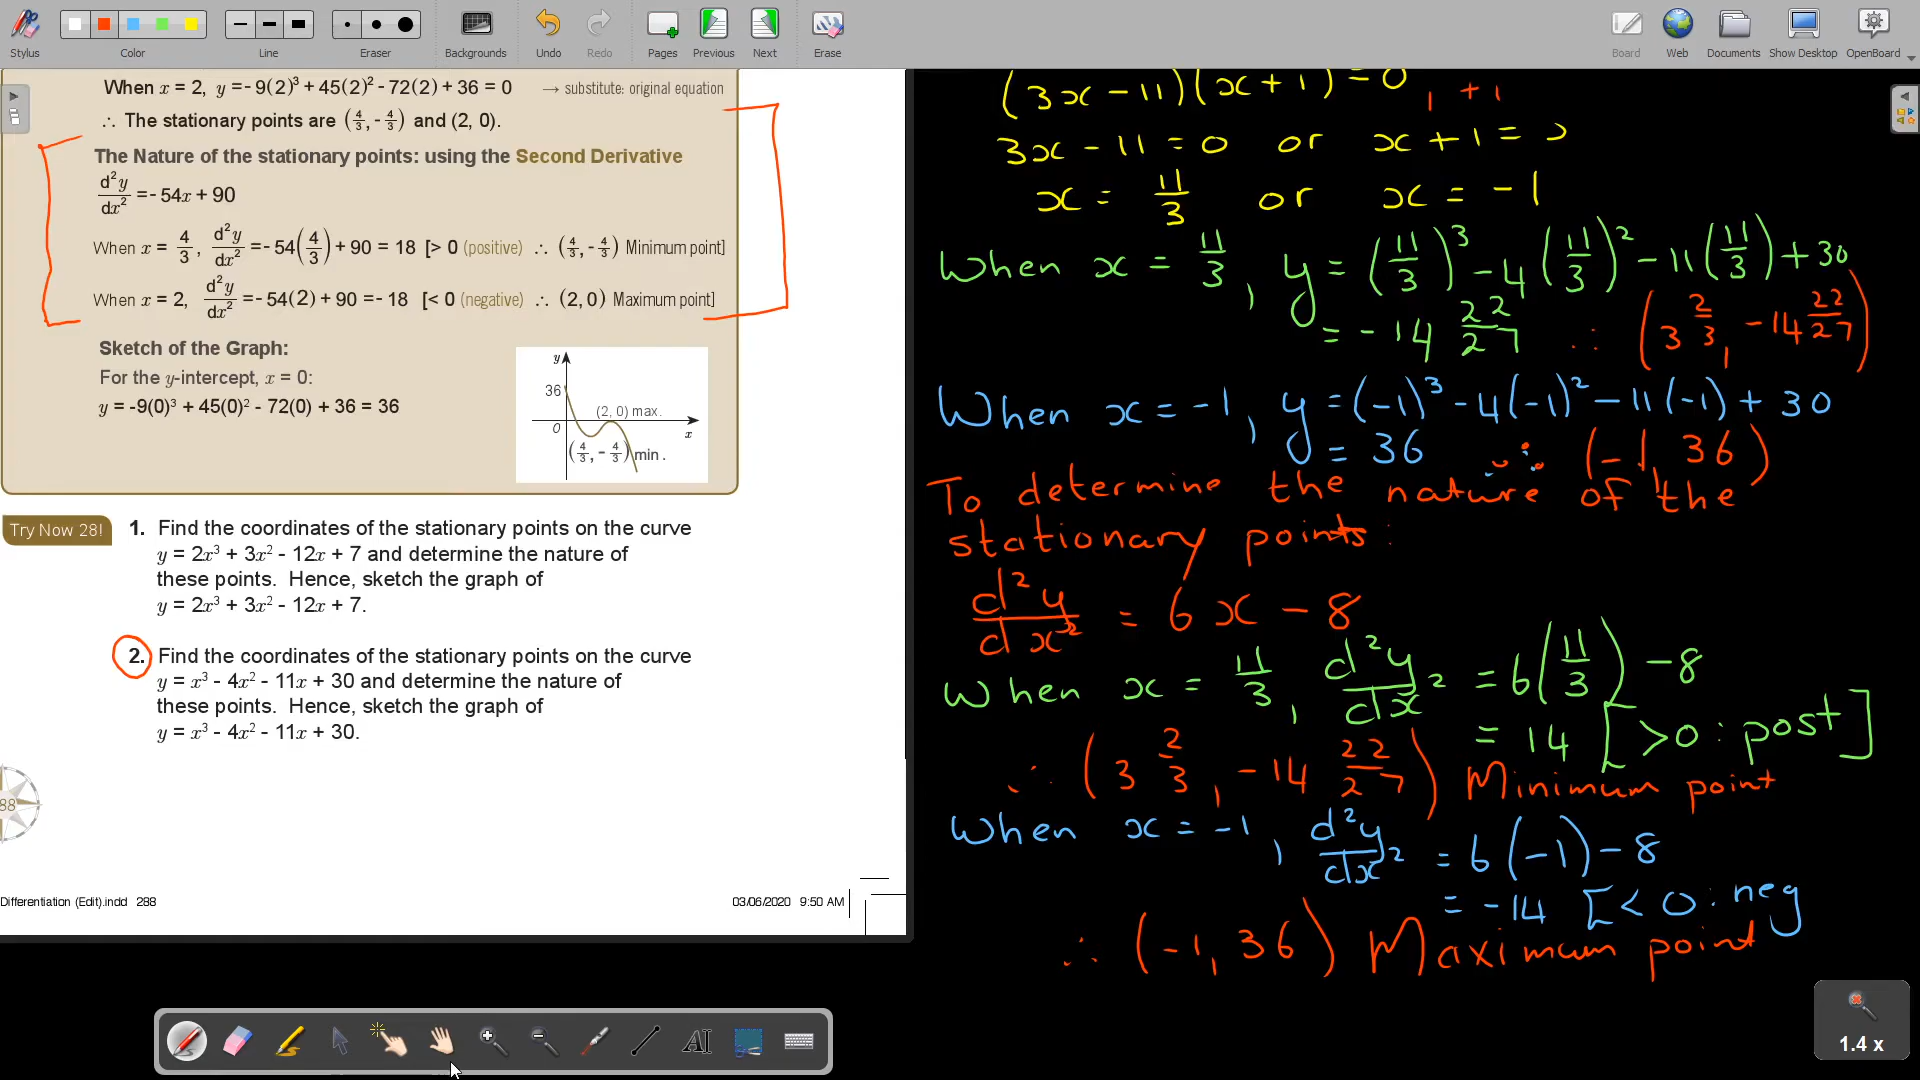 Stylus
Color
Line
Eraser
Backgrounds
Undo
Redo
Pages
Previous
Next
Erase
Board
Web
Documents
Show Desktop
OpenBoard
When x = 2, y = - 9(2)³ + 45(2)² - 72(2) + 36 = 0 → substitute: original equation
∴ The stationary points are (4/3, - 4/3) and (2, 0).
The Nature of the stationary points: using the Second Derivative
d²y/dx² = - 54x + 90
When x = 4/3, d²y/dx² = - 54(4/3) + 90 = 18 [> 0 (positive) ∴ (4/3, - 4/3) Minimum point]
When x = 2, d²y/dx² = - 54(2) + 90 = - 18 [< 0 (negative) ∴ (2, 0) Maximum point]
Sketch of the Graph:
For the y-intercept, x = 0:
y = -9(0)³ + 45(0)² - 72(0) + 36 = 36
y
36
(2, 0) max.
0
x
(4/3, - 4/3) min.
Try Now 28!
1. Find the coordinates of the stationary points on the curve
y = 2x³ + 3x² - 12x + 7 and determine the nature of
these points. Hence, sketch the graph of
y = 2x³ + 3x² - 12x + 7.
2. Find the coordinates of the stationary points on the curve
y = x³ - 4x² - 11x + 30 and determine the nature of
these points. Hence, sketch the graph of
y = x³ - 4x² - 11x + 30.
88
Differentiation (Edit).indd 288
03/06/2020 9:50 AM
(3x - 11)(x + 1) = 0 1 + 1
3x - 11 = 0 or x + 1 = 0
x = 11/3 or x = -1
When x = 11/3, y = (11/3)³ - 4(11/3)² - 11(11/3) + 30
= -14 22/27 ∴ (3 2/3, -14 22/27)
When x = -1, y = (-1)³ - 4(-1)² - 11(-1) + 30
y = 36 ∴ (-1, 36)
To determine the nature of the
stationary points:
d²y/dx² = 6x - 8
When x = 11/3, d²y/dx² = 6(11/3) - 8
= 14 [>0: post]
∴ (3 2/3, -14 22/27) Minimum point
When x = -1, d²y/dx² = 6(-1) - 8
= -14 [< 0: neg
∴ (-1, 36) Maximum point
1.4 x